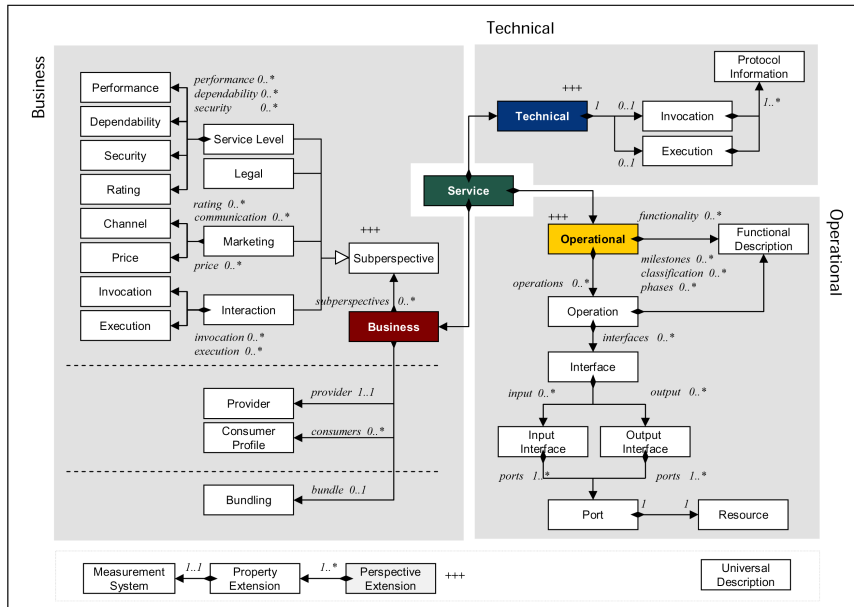 Technical
Business
Operational
Performance
Dependability
Security
Rating
Channel
Price
Invocation
Execution
performance 0..*
dependability 0..*
security 0..*
Service Level
Legal
rating 0..*
communication 0..*
Marketing
price 0..*
Interaction
invocation 0..*
execution 0..*
+++
Subperspective
subperspectives 0..*
Business
Provider
provider 1..1
Consumer
Profile
consumers 0..*
Bundling
bundle 0..1
Service
+++
Technical
1
0..1
0..1
Invocation
Execution
Protocol
Information
1..*
+++
Operational
functionality 0..*
milestones 0..*
classification 0..*
phases 0..*
Functional
Description
operations 0..*
Operation
interfaces 0..*
Interface
input 0..*
output 0..*
Input
Interface
Output
Interface
ports 1..*
ports 1..*
Port
1
1
Resource
Measurement
System
1..1
Property
Extension
1..*
Perspective
Extension
+++
Universal
Description